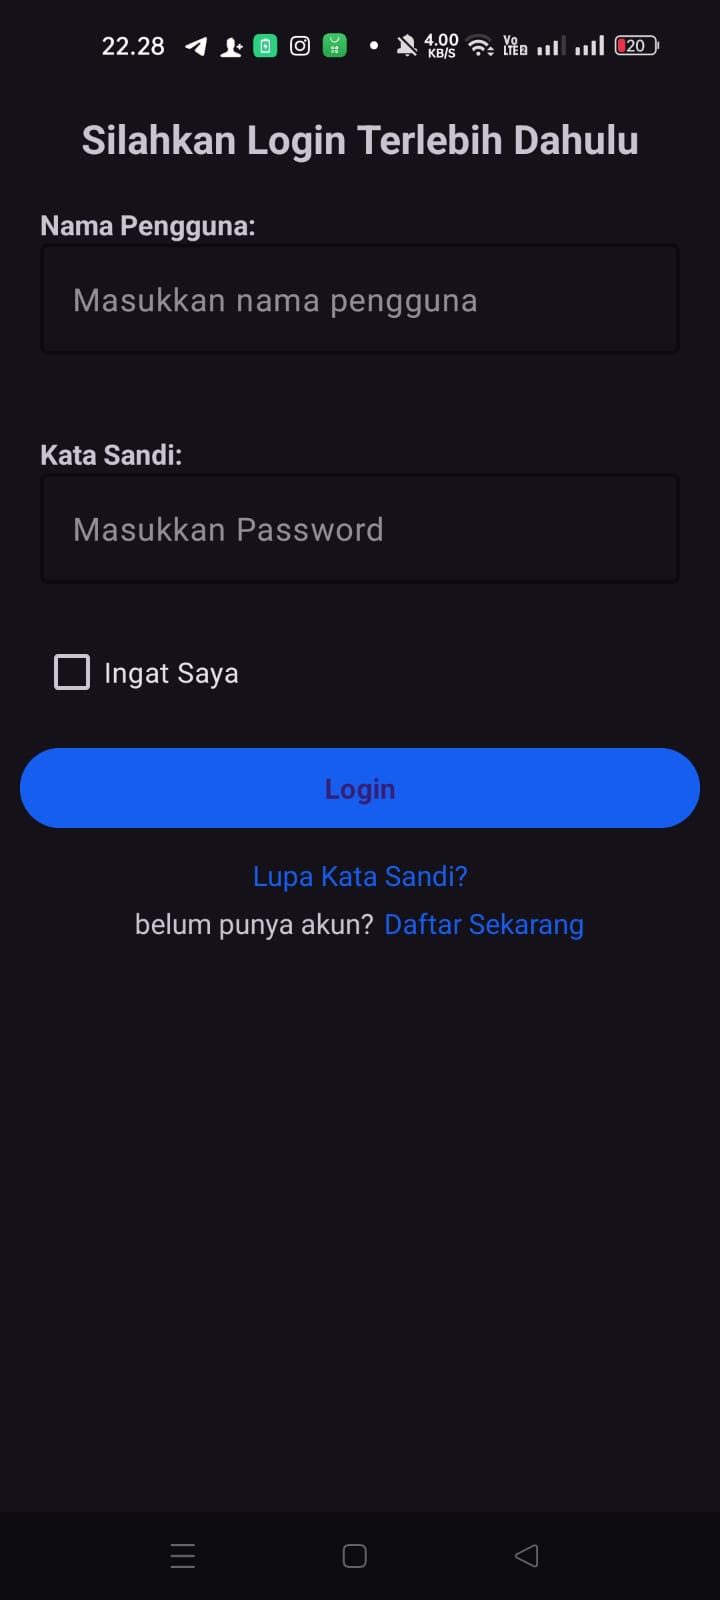 22.28 4.00 KB/S Vo LTE2 20
Silahkan Login Terlebih Dahulu
Nama Pengguna:
Masukkan nama pengguna
Kata Sandi:
Masukkan Password
Ingat Saya
Login
Lupa Kata Sandi?
belum punya akun? Daftar Sekarang